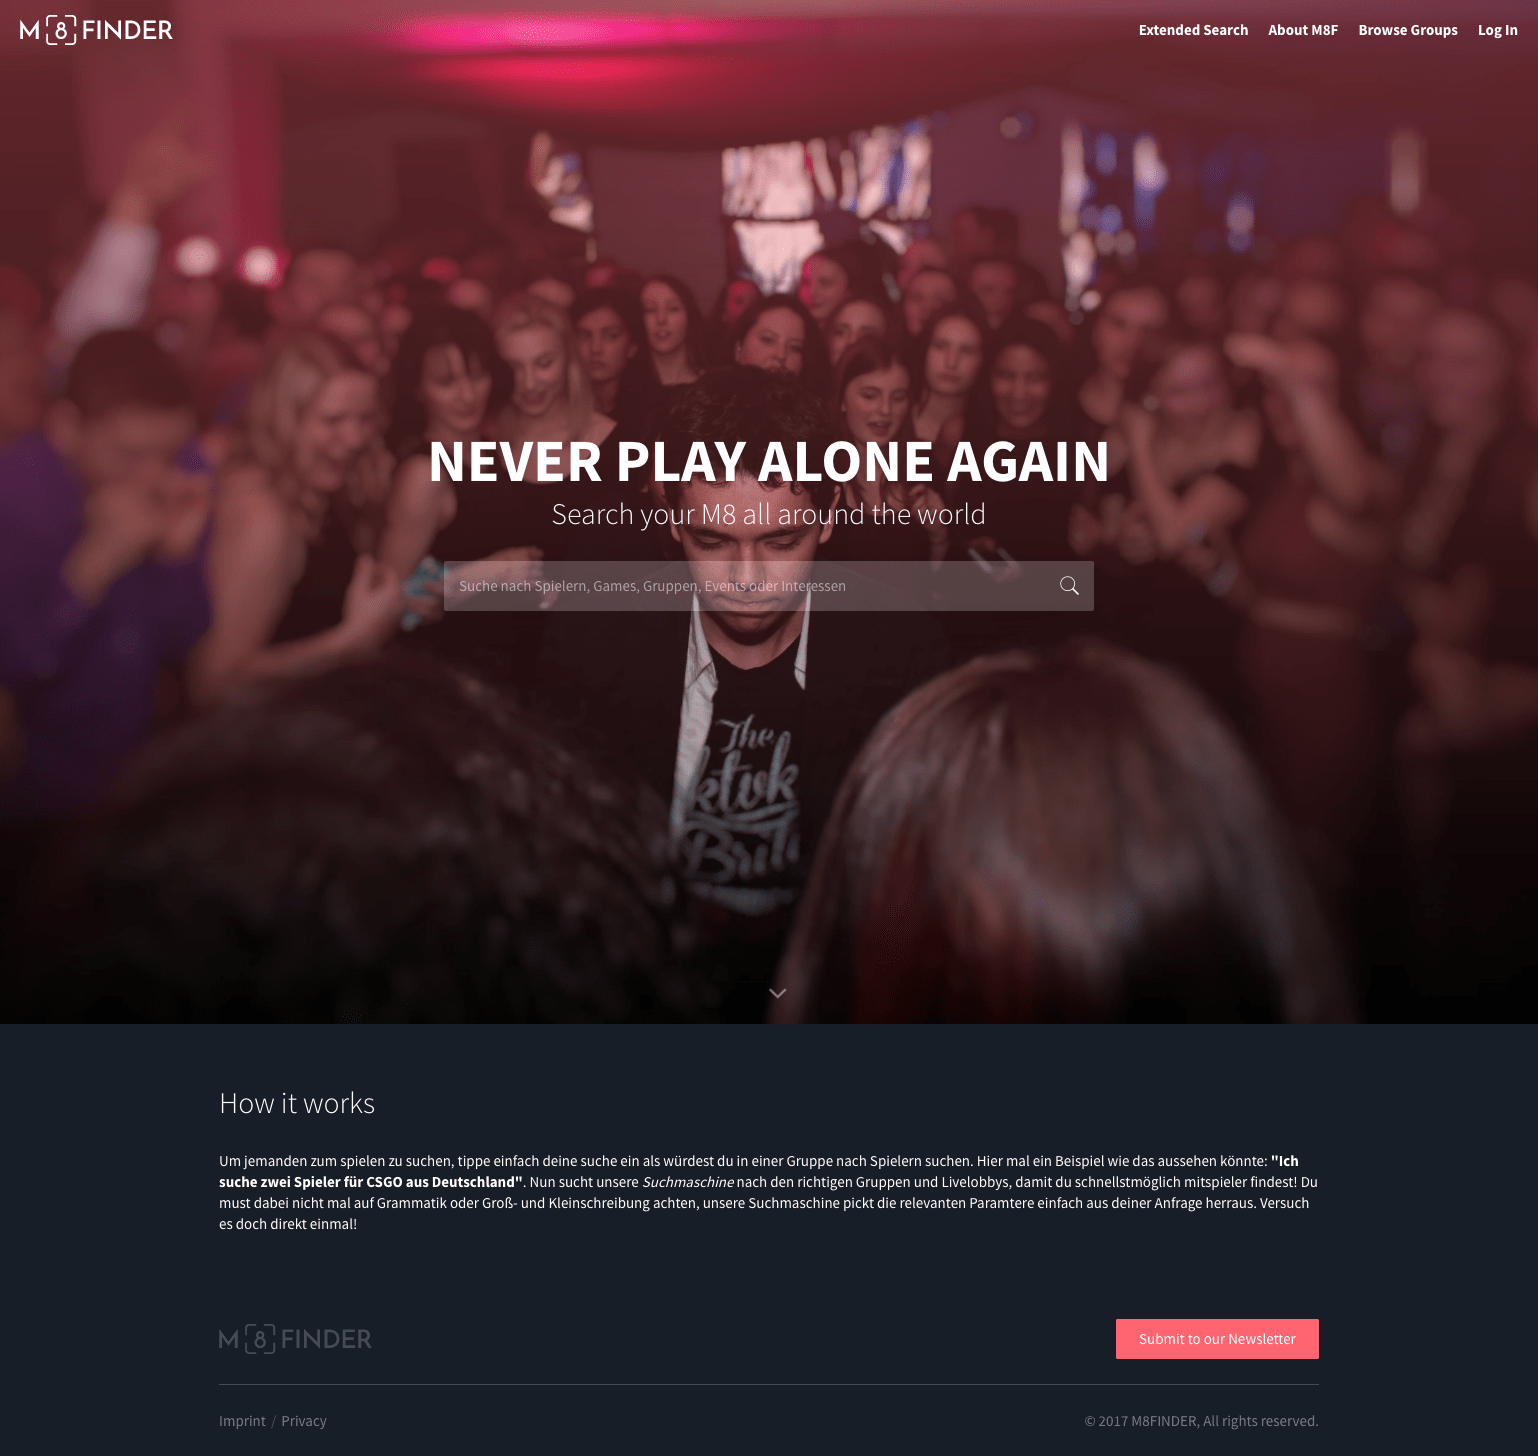 M[8]FINDER
Extended Search About M8F Browse Groups Log In
NEVER PLAY ALONE AGAIN
Search your M8 all around the world
Suche nach Spielern, Games, Gruppen, Events oder Interessen
The
Brit
How it works
Um jemanden zum spielen zu suchen, tippe einfach deine suche ein als würdest du in einer Gruppe nach Spielern suchen. Hier mal ein Beispiel wie das aussehen könnte: "Ich
suche zwei Spieler für CSGO aus Deutschland". Nun sucht unsere Suchmaschine nach den richtigen Gruppen und Livelobbys, damit du schnellstmöglich mitspieler findest! Du
must dabei nicht mal auf Grammatik oder Groß- und Kleinschreibung achten, unsere Suchmaschine pickt die relevanten Paramtere einfach aus deiner Anfrage herraus. Versuch
es doch direkt einmal!
M[8]FINDER
Submit to our Newsletter
Imprint / Privacy
© 2017 M8FINDER, All rights reserved.